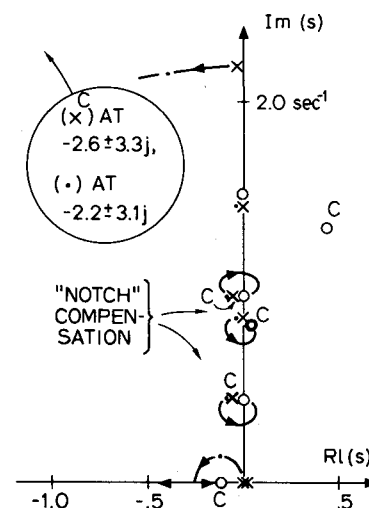 Im (s)
C
(×) AT
-2.6±3.3j,
(·) AT
-2.2±3.1j
2.0 sec⁻¹
C
"NOTCH"
COMPEN-
SATION
C
C
C
Rl(s)
C
-1.0
-.5
.5